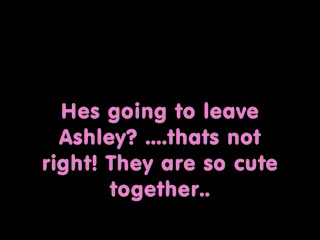 Hes going to leave
Ashley? ....thats not
right! They are so cute
together..